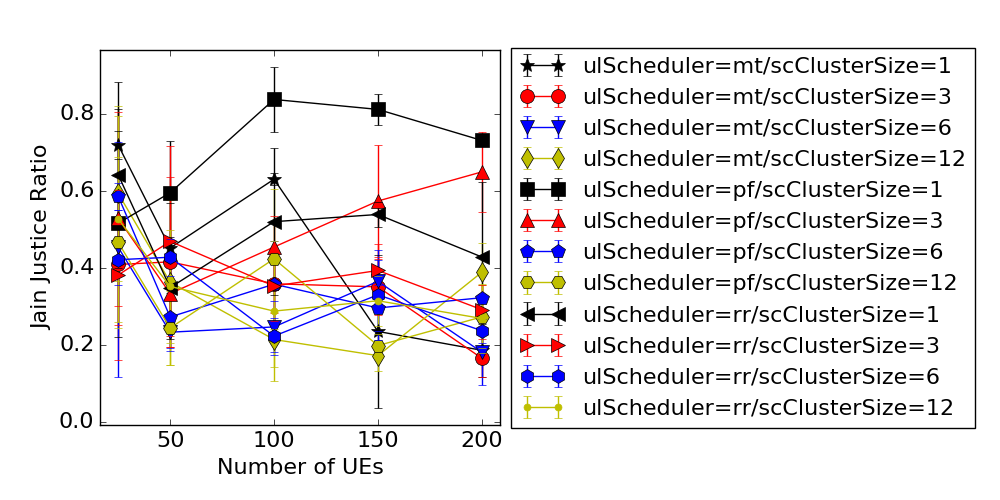 0.8
0.6
0.4
0.2
0.0
Jain Justice Ratio
50
100
150
200
Number of UEs
ulScheduler=mt/scClusterSize=1
ulScheduler=mt/scClusterSize=3
ulScheduler=mt/scClusterSize=6
ulScheduler=mt/scClusterSize=12
ulScheduler=pf/scClusterSize=1
ulScheduler=pf/scClusterSize=3
ulScheduler=pf/scClusterSize=6
ulScheduler=pf/scClusterSize=12
ulScheduler=rr/scClusterSize=1
ulScheduler=rr/scClusterSize=3
ulScheduler=rr/scClusterSize=6
ulScheduler=rr/scClusterSize=12